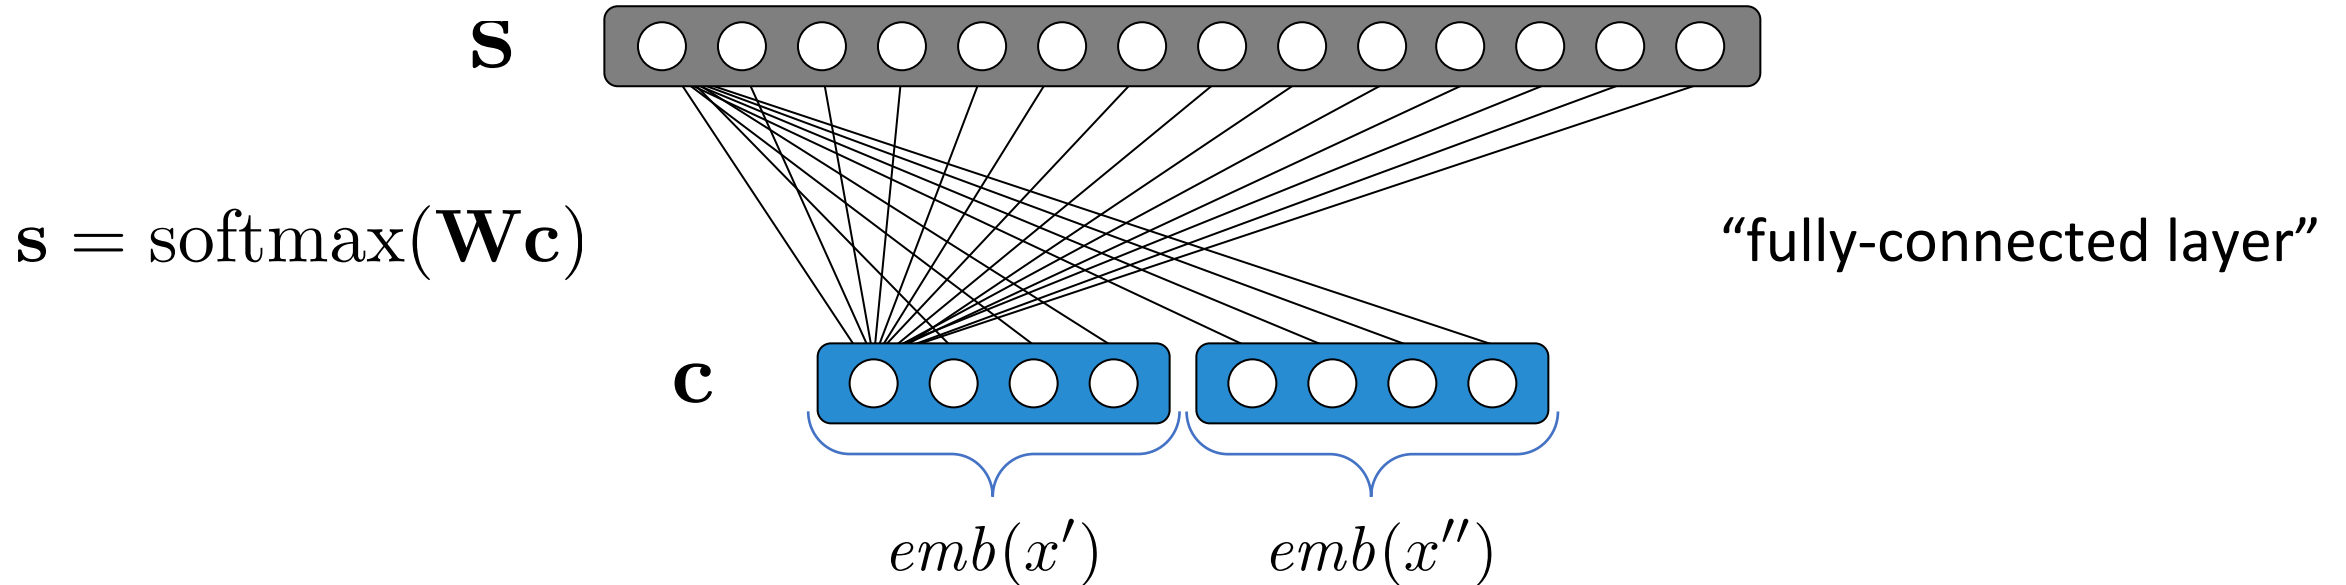 s
s = softmax(Wc)
“fully-connected layer”
c
emb(x′)
emb(x″)